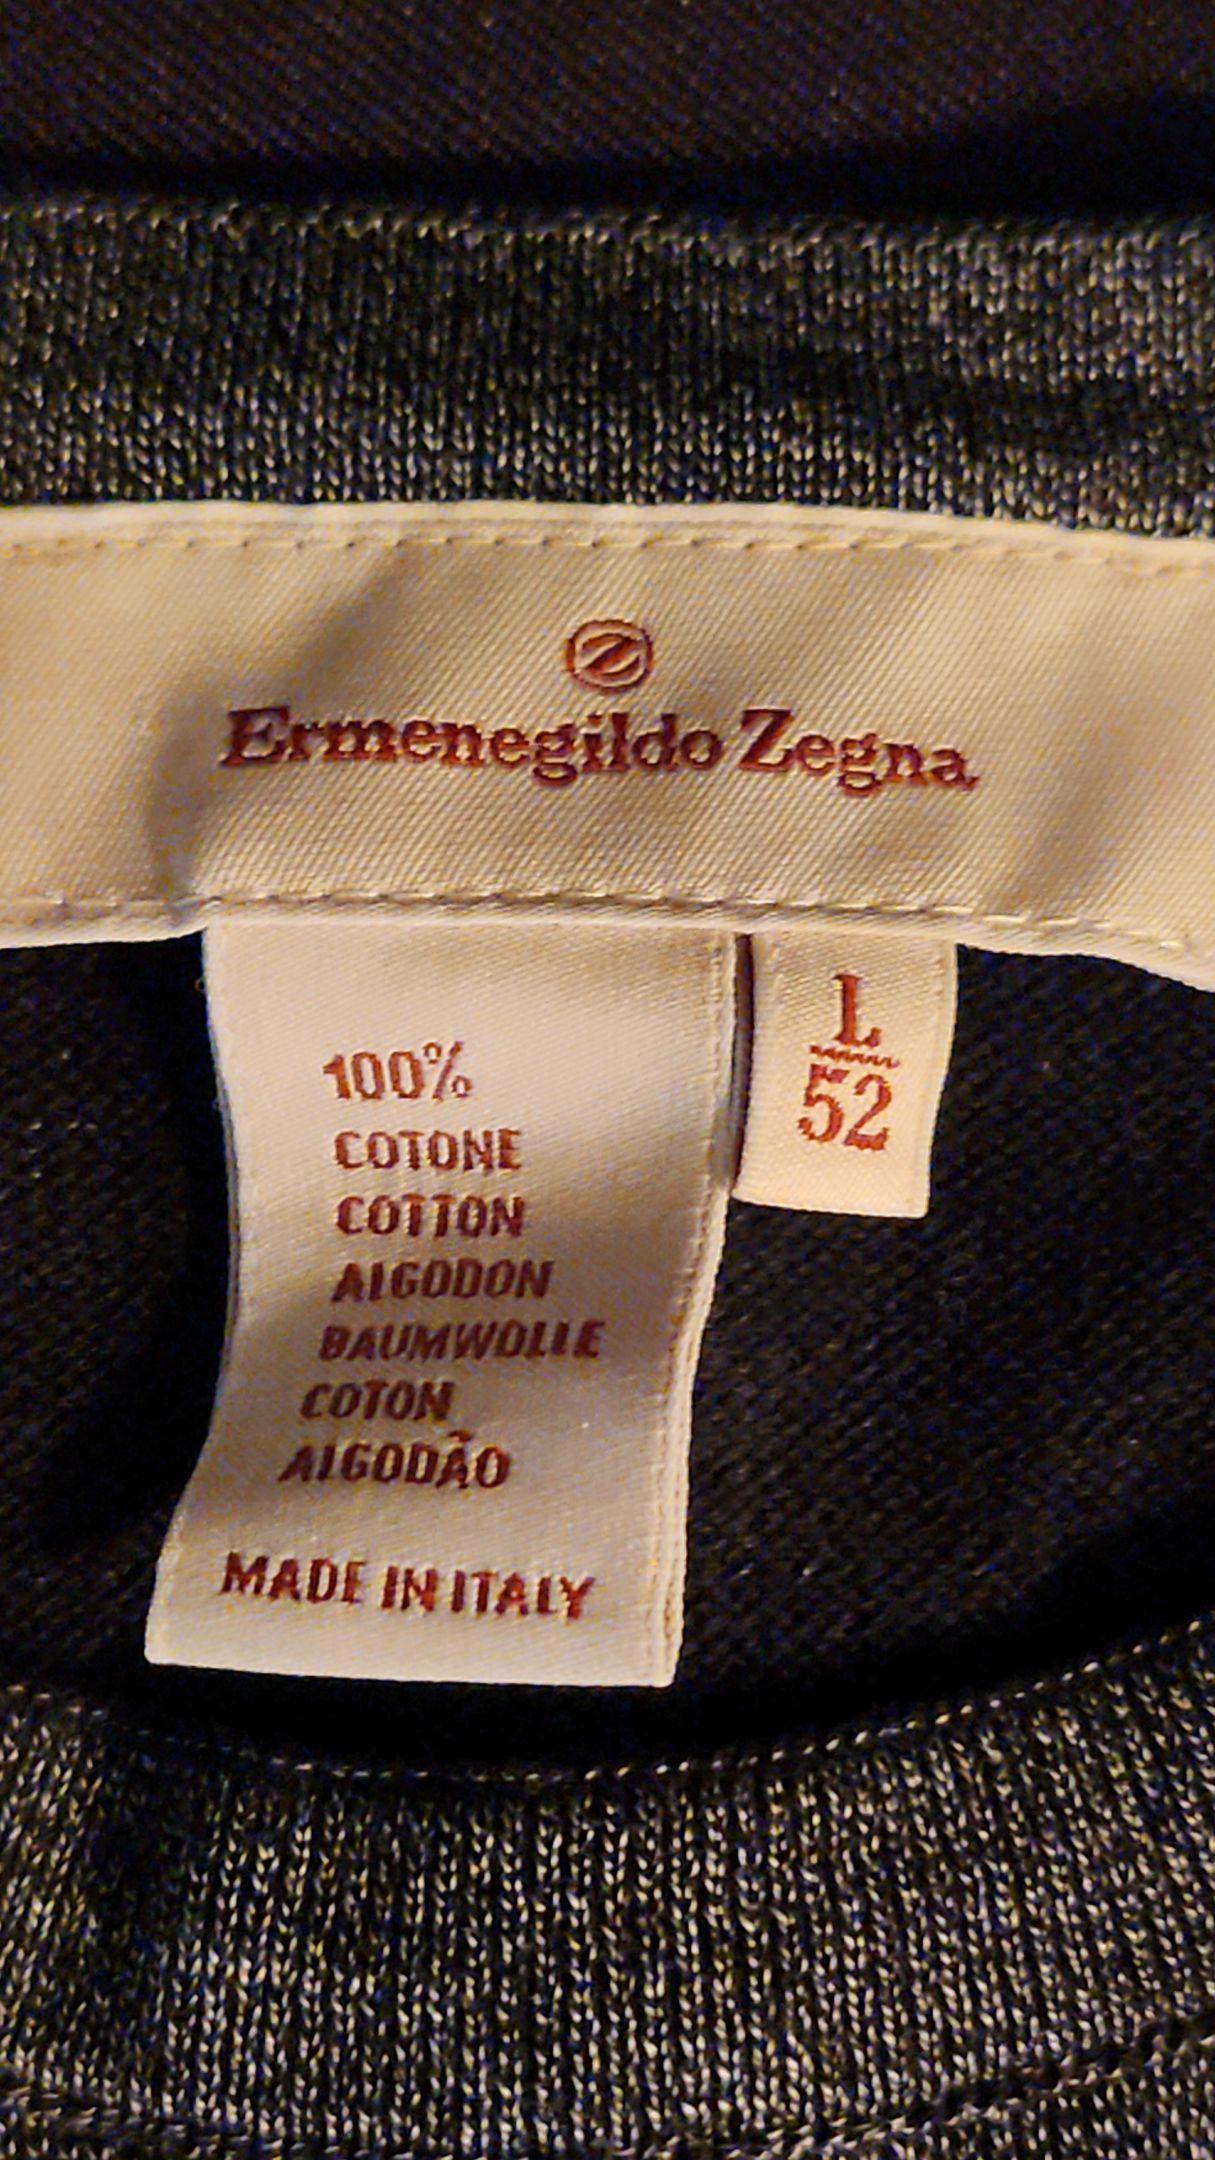 Z
Ermenegildo Zegna
100%
COTONE
COTTON
ALGODON
BAUMWOLLE
COTON
ALGODÃO
MADE IN ITALY
L
52